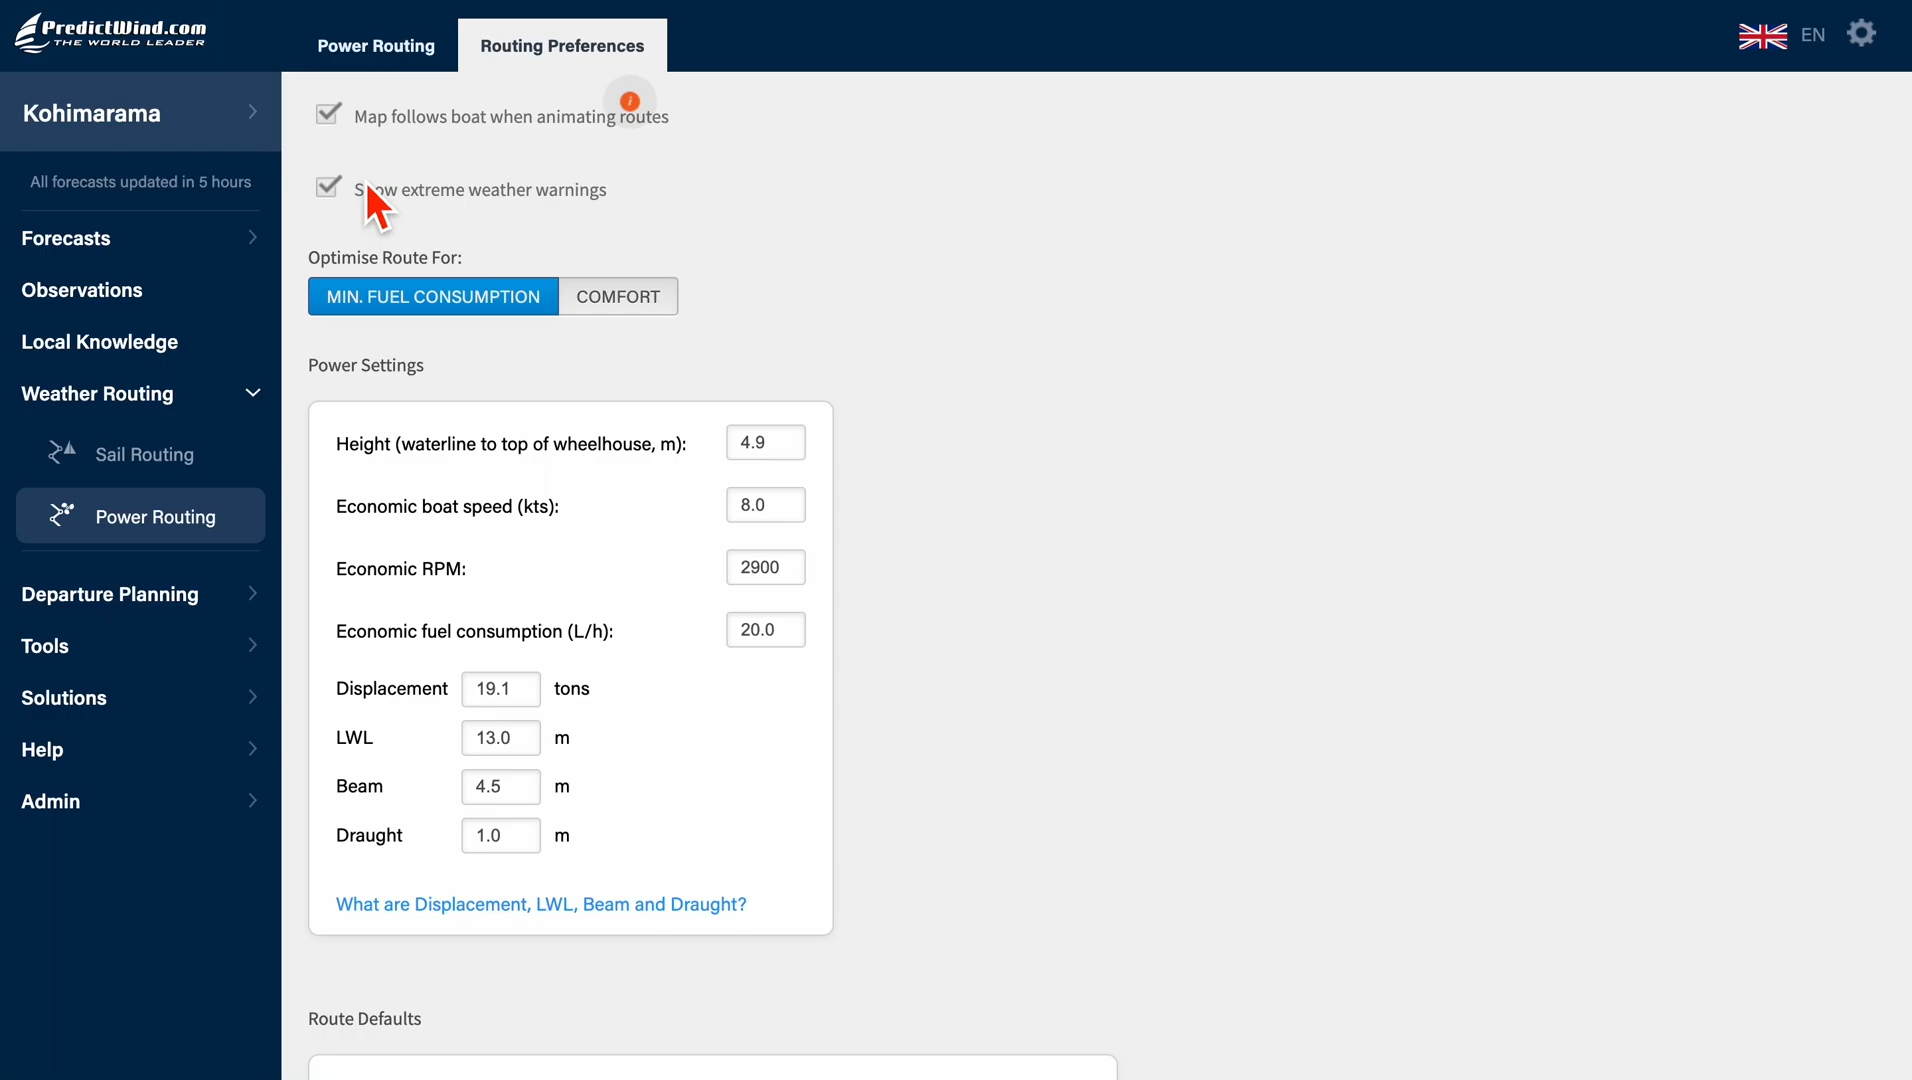 PredictWind.com
THE WORLD LEADER
Power Routing
Routing Preferences
EN
Kohimarama
All forecasts updated in 5 hours
Forecasts
Observations
Local Knowledge
Weather Routing
Sail Routing
Power Routing
Departure Planning
Tools
Solutions
Help
Admin
i
Map follows boat when animating routes
Show extreme weather warnings
Optimise Route For:
MIN. FUEL CONSUMPTION COMFORT
Power Settings
Height (waterline to top of wheelhouse, m): 4.9
Economic boat speed (kts): 8.0
Economic RPM: 2900
Economic fuel consumption (L/h): 20.0
Displacement 19.1 tons
LWL 13.0 m
Beam 4.5 m
Draught 1.0 m
What are Displacement, LWL, Beam and Draught?
Route Defaults